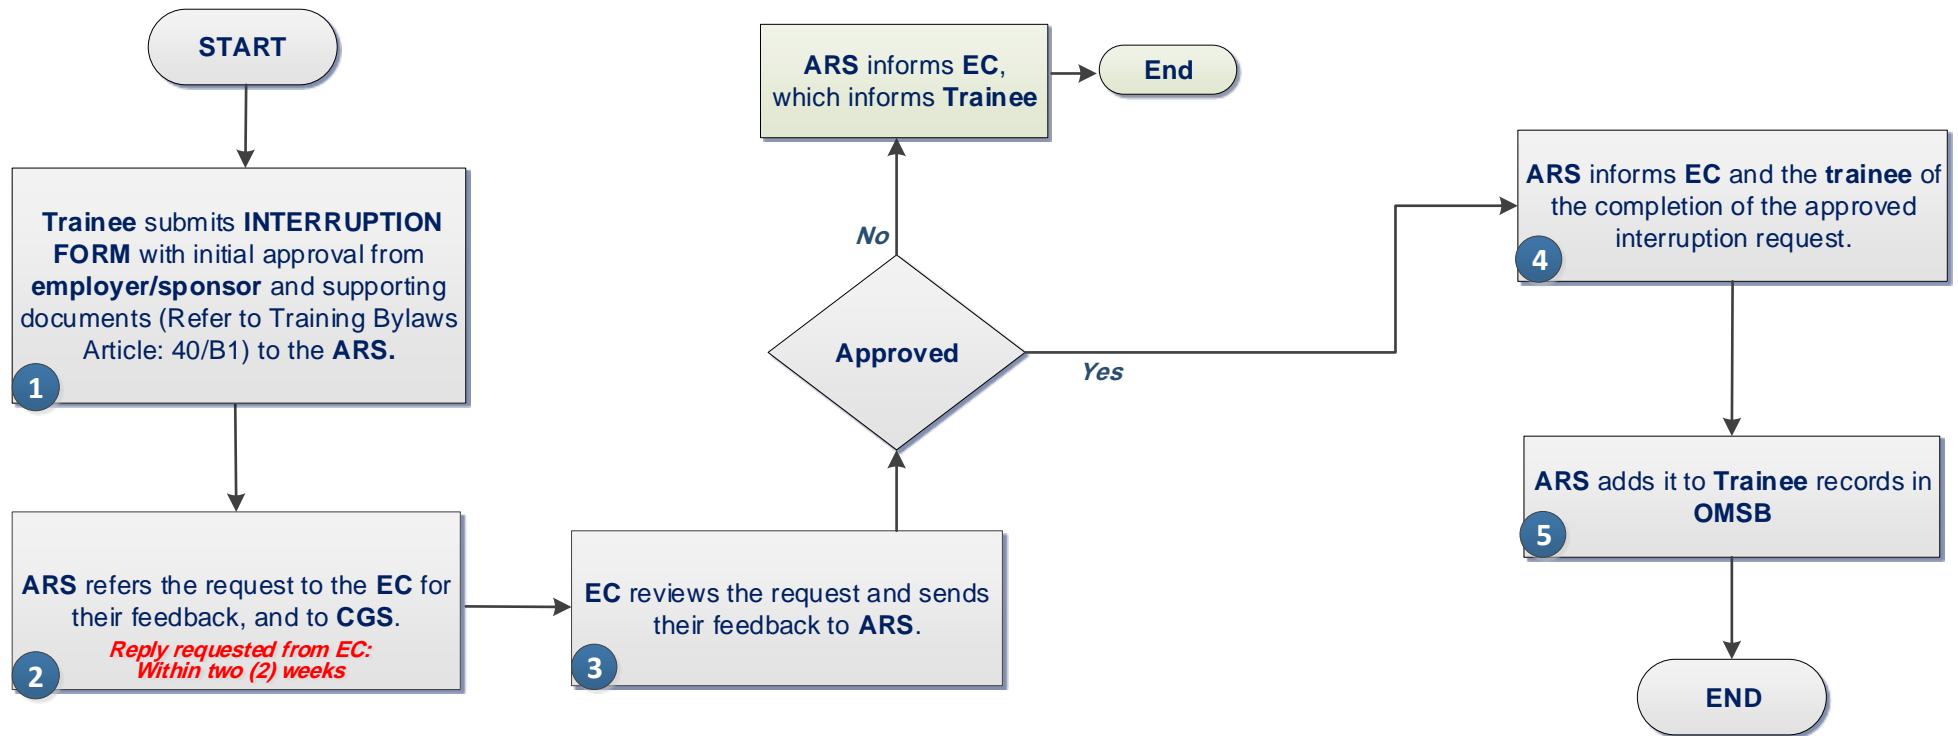 START
Trainee submits INTERRUPTION
FORM with initial approval from
employer/sponsor and supporting
documents (Refer to Training Bylaws
Article: 40/B1) to the ARS.
1
ARS refers the request to the EC for
their feedback, and to CGS.
Reply requested from EC:
Within two (2) weeks
2
EC reviews the request and sends
their feedback to ARS.
3
Approved
No
ARS informs EC,
which informs Trainee
End
Yes
ARS informs EC and the trainee of
the completion of the approved
interruption request.
4
ARS adds it to Trainee records in
OMSB
5
END